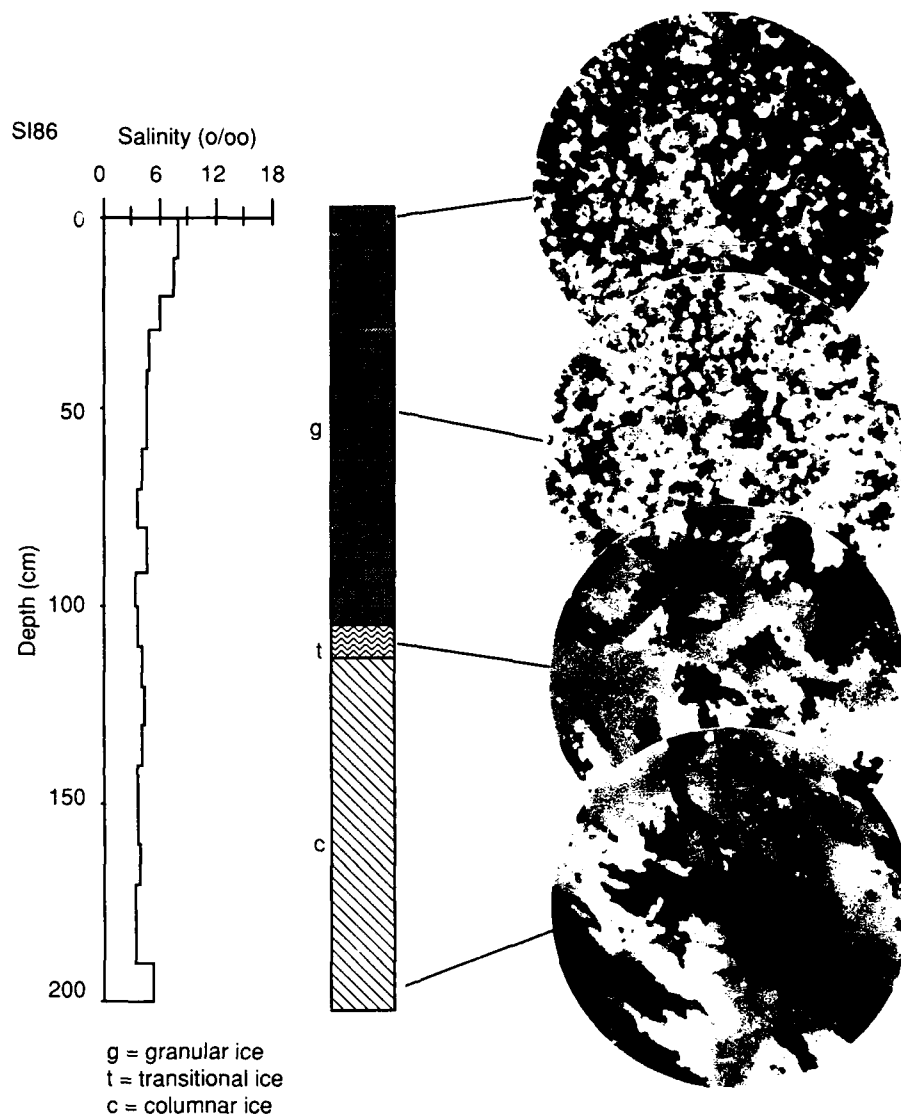 SI86
Salinity (o/oo)
0 6 12 18
0
50
100
150
200
Depth (cm)
g
t
c
g = granular ice
t = transitional ice
c = columnar ice